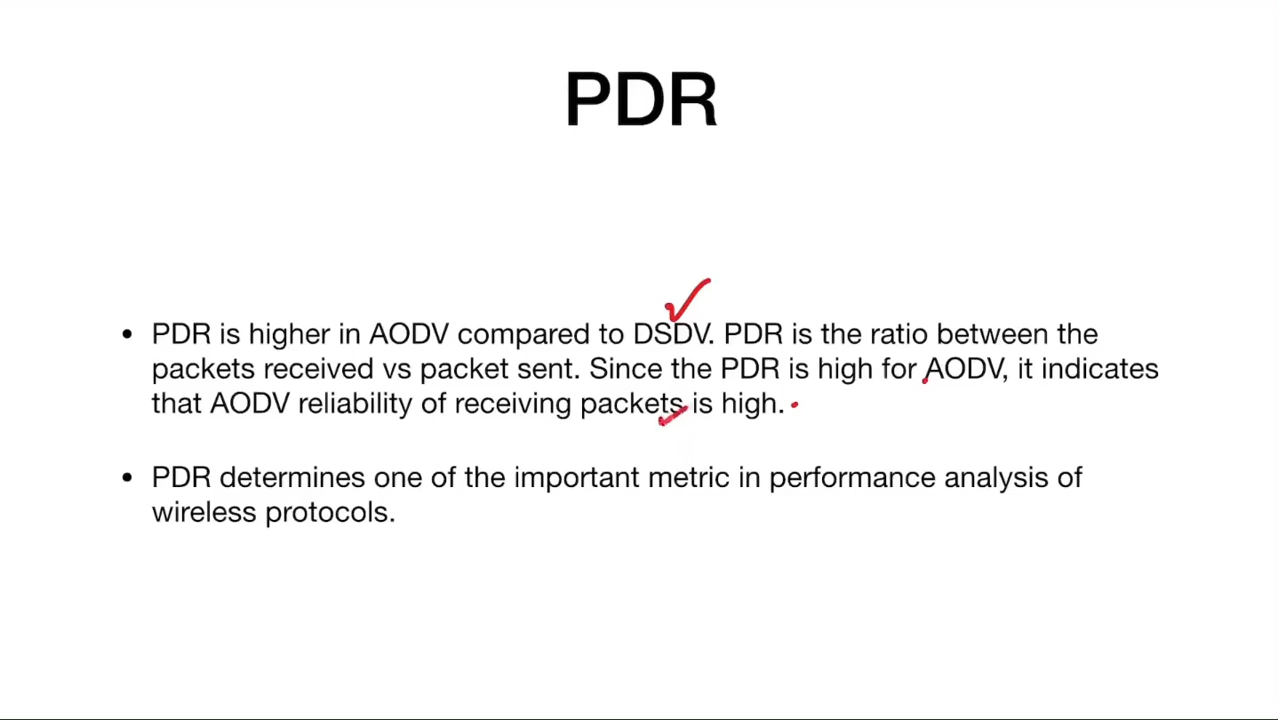 PDR
• PDR is higher in AODV compared to DSDV. PDR is the ratio between the
packets received vs packet sent. Since the PDR is high for AODV, it indicates
that AODV reliability of receiving packets is high.
• PDR determines one of the important metric in performance analysis of
wireless protocols.